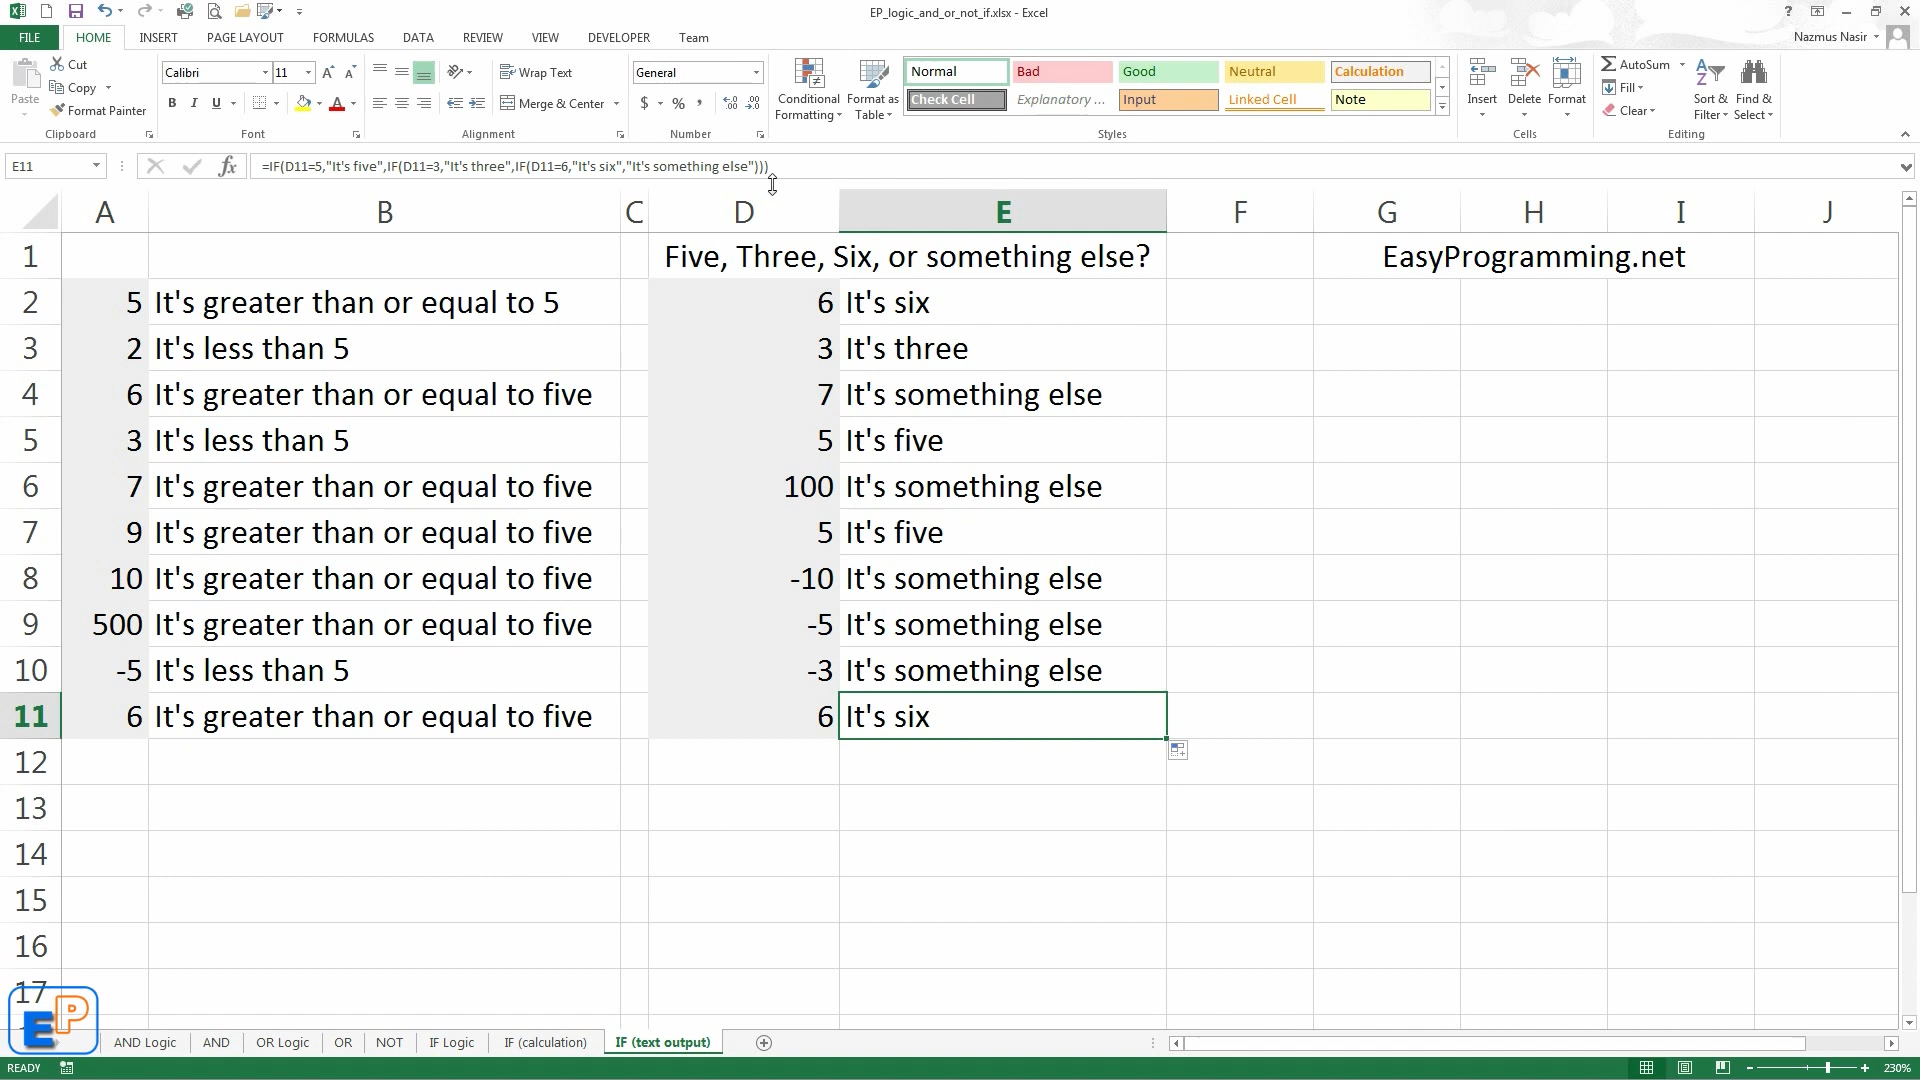 EP_logic_and_or_not_if.xlsx - Excel
FILE HOME INSERT PAGE LAYOUT FORMULAS DATA REVIEW VIEW DEVELOPER Team
Nazmus Nasir
Paste
Cut
Copy
Format Painter
Calibri 11
B I U
Wrap Text
Merge & Center
General
$ % ,
Conditional Formatting
Format as Table
Normal Bad Good Neutral Calculation
Check Cell Explanatory ... Input Linked Cell Note
Insert Delete Format
AutoSum
Fill
Clear
Sort & Filter
Find & Select
Clipboard Font Alignment Number Styles Cells Editing
E11 fx =IF(D11=5,"It's five",IF(D11=3,"It's three",IF(D11=6,"It's six","It's something else")))
A B C D E F G H I J
1 Five, Three, Six, or something else? EasyProgramming.net
2 5 It's greater than or equal to 5 6 It's six
3 2 It's less than 5 3 It's three
4 6 It's greater than or equal to five 7 It's something else
5 3 It's less than 5 5 It's five
6 7 It's greater than or equal to five 100 It's something else
7 9 It's greater than or equal to five 5 It's five
8 10 It's greater than or equal to five -10 It's something else
9 500 It's greater than or equal to five -5 It's something else
10 -5 It's less than 5 -3 It's something else
11 6 It's greater than or equal to five 6 It's six
12
13
14
15
16
17
EP
AND Logic AND OR Logic OR NOT IF Logic IF (calculation) IF (text output)
READY 230%